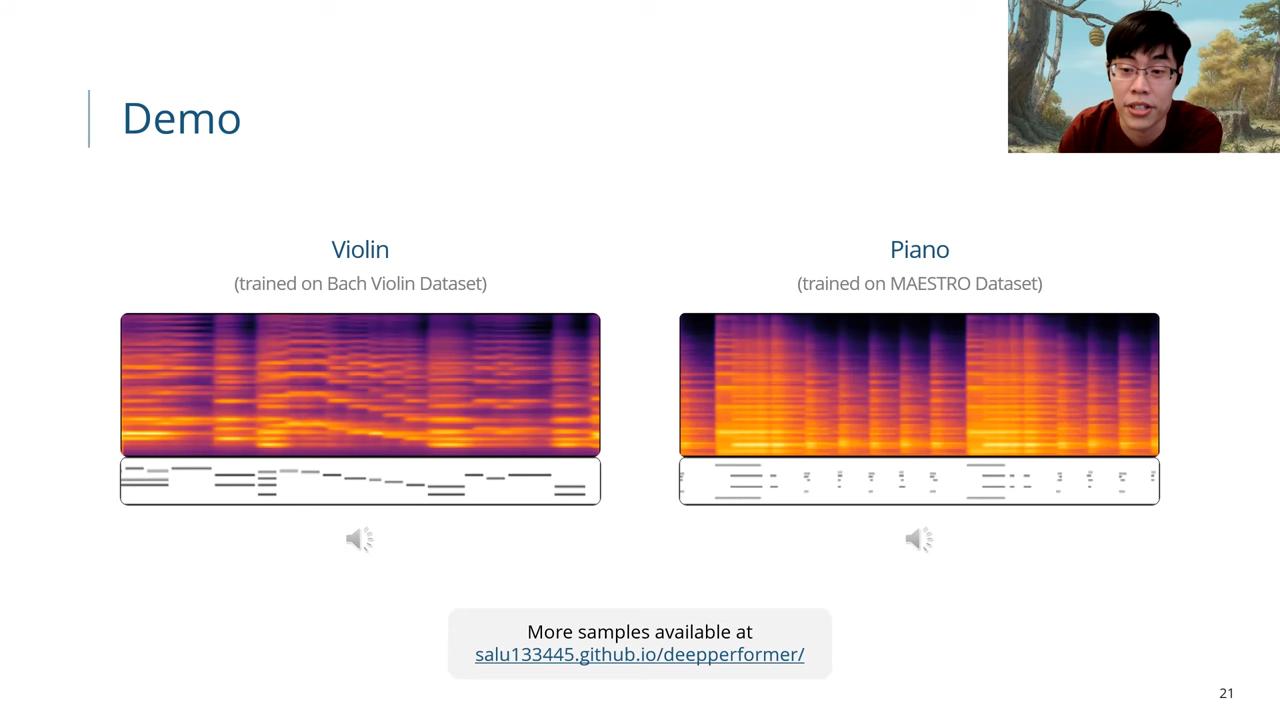 Demo
Violin
(trained on Bach Violin Dataset)
Piano
(trained on MAESTRO Dataset)
More samples available at
salu133445.github.io/deepperformer/
21